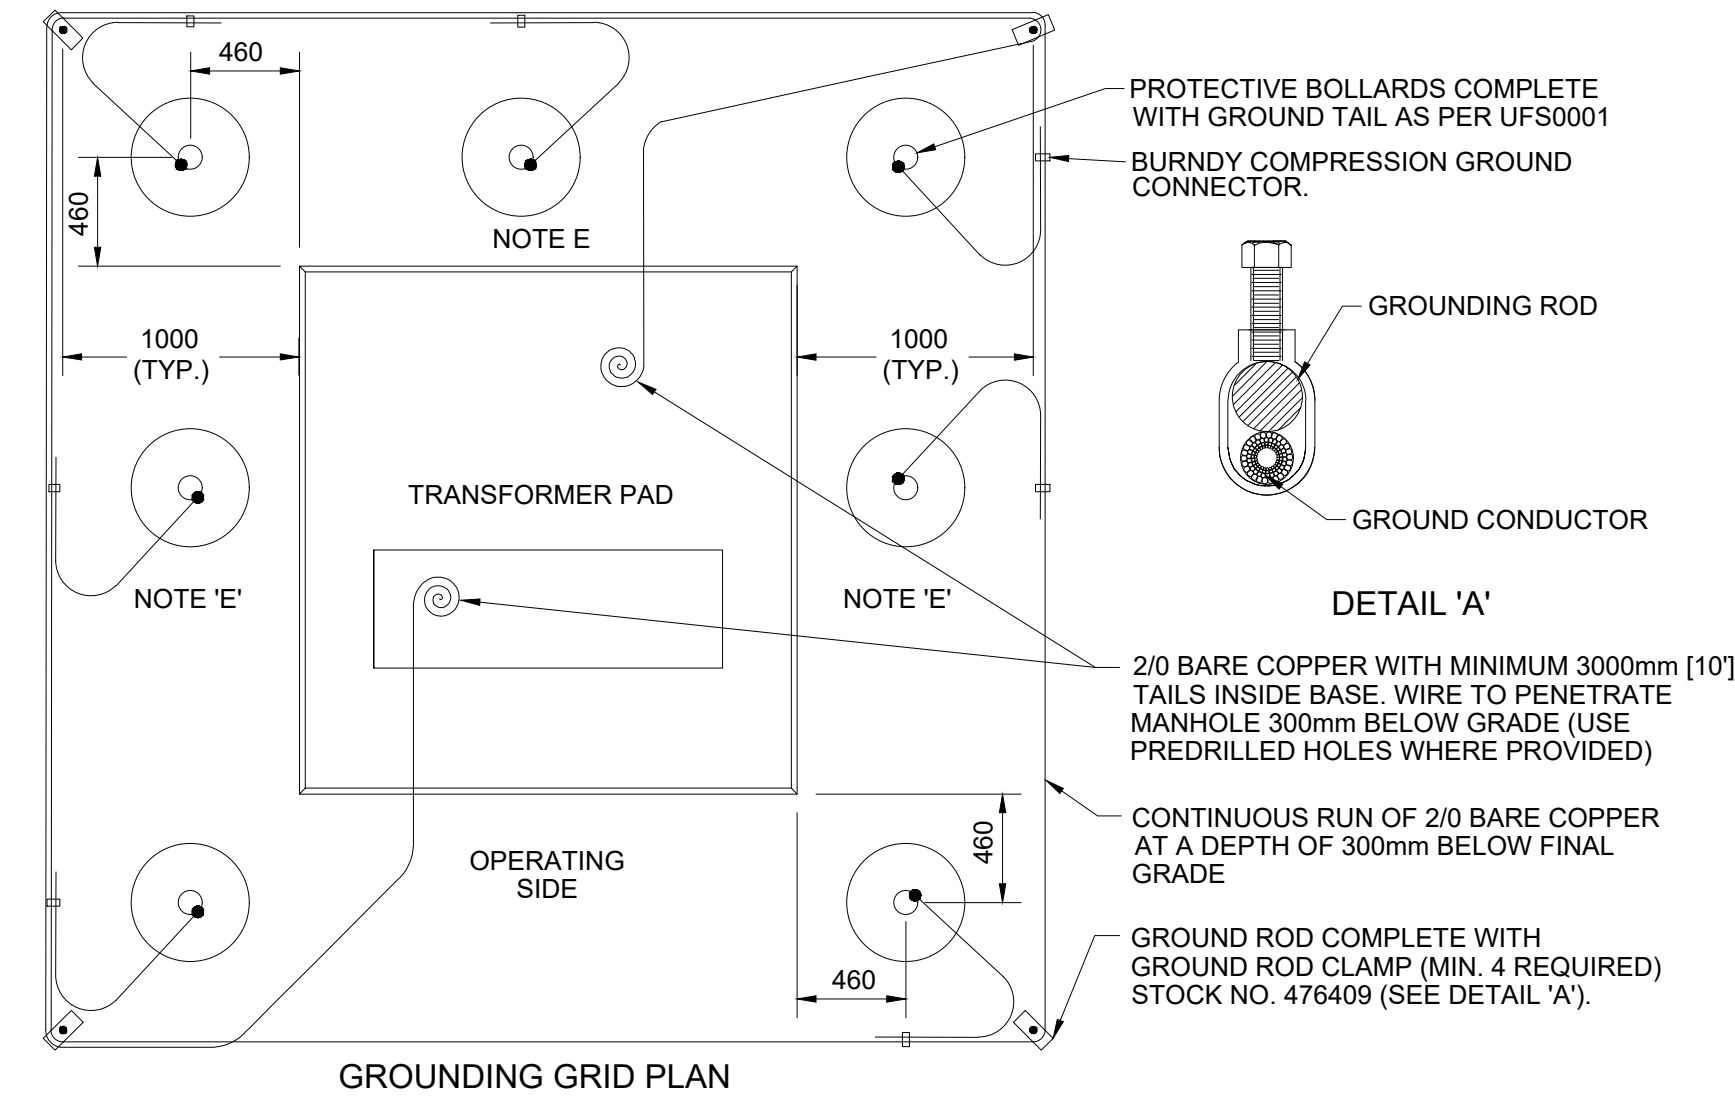 460
PROTECTIVE BOLLARDS COMPLETE
WITH GROUND TAIL AS PER UFS0001
BURNDY COMPRESSION GROUND
CONNECTOR.
460
NOTE E
GROUNDING ROD
1000
(TYP.)
1000
(TYP.)
TRANSFORMER PAD
GROUND CONDUCTOR
NOTE 'E'
NOTE 'E'
DETAIL 'A'
2/0 BARE COPPER WITH MINIMUM 3000mm [10']
TAILS INSIDE BASE. WIRE TO PENETRATE
MANHOLE 300mm BELOW GRADE (USE
PREDRILLED HOLES WHERE PROVIDED)
CONTINUOUS RUN OF 2/0 BARE COPPER
AT A DEPTH OF 300mm BELOW FINAL
GRADE
460
OPERATING
SIDE
GROUND ROD COMPLETE WITH
GROUND ROD CLAMP (MIN. 4 REQUIRED)
STOCK NO. 476409 (SEE DETAIL 'A').
460
GROUNDING GRID PLAN